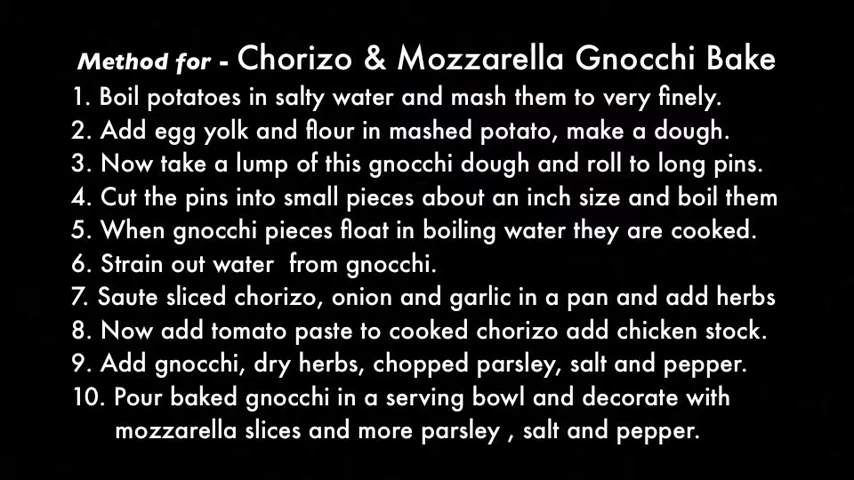 Method for - Chorizo & Mozzarella Gnocchi Bake
1. Boil potatoes in salty water and mash them to very finely.
2. Add egg yolk and flour in mashed potato, make a dough.
3. Now take a lump of this gnocchi dough and roll to long pins.
4. Cut the pins into small pieces about an inch size and boil them
5. When gnocchi pieces float in boiling water they are cooked.
6. Strain out water  from gnocchi.
7. Saute sliced chorizo, onion and garlic in a pan and add herbs
8. Now add tomato paste to cooked chorizo add chicken stock.
9. Add gnocchi, dry herbs, chopped parsley, salt and pepper.
10. Pour baked gnocchi in a serving bowl and decorate with
mozzarella slices and more parsley , salt and pepper.